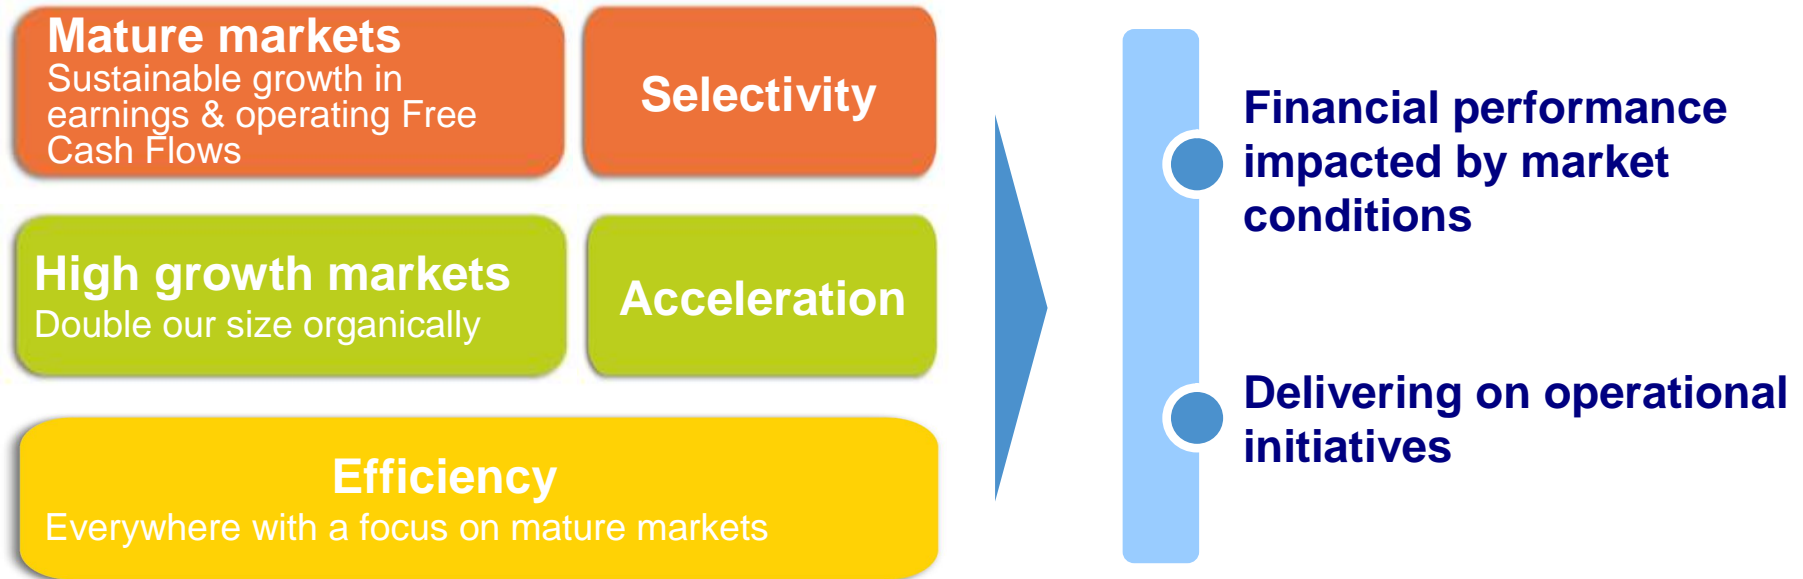 Mature markets
Sustainable growth in
earnings & operating Free
Cash Flows
Selectivity
High growth markets
Double our size organically
Acceleration
Efficiency
Everywhere with a focus on mature markets
Financial performance
impacted by market
conditions
Delivering on operational
initiatives